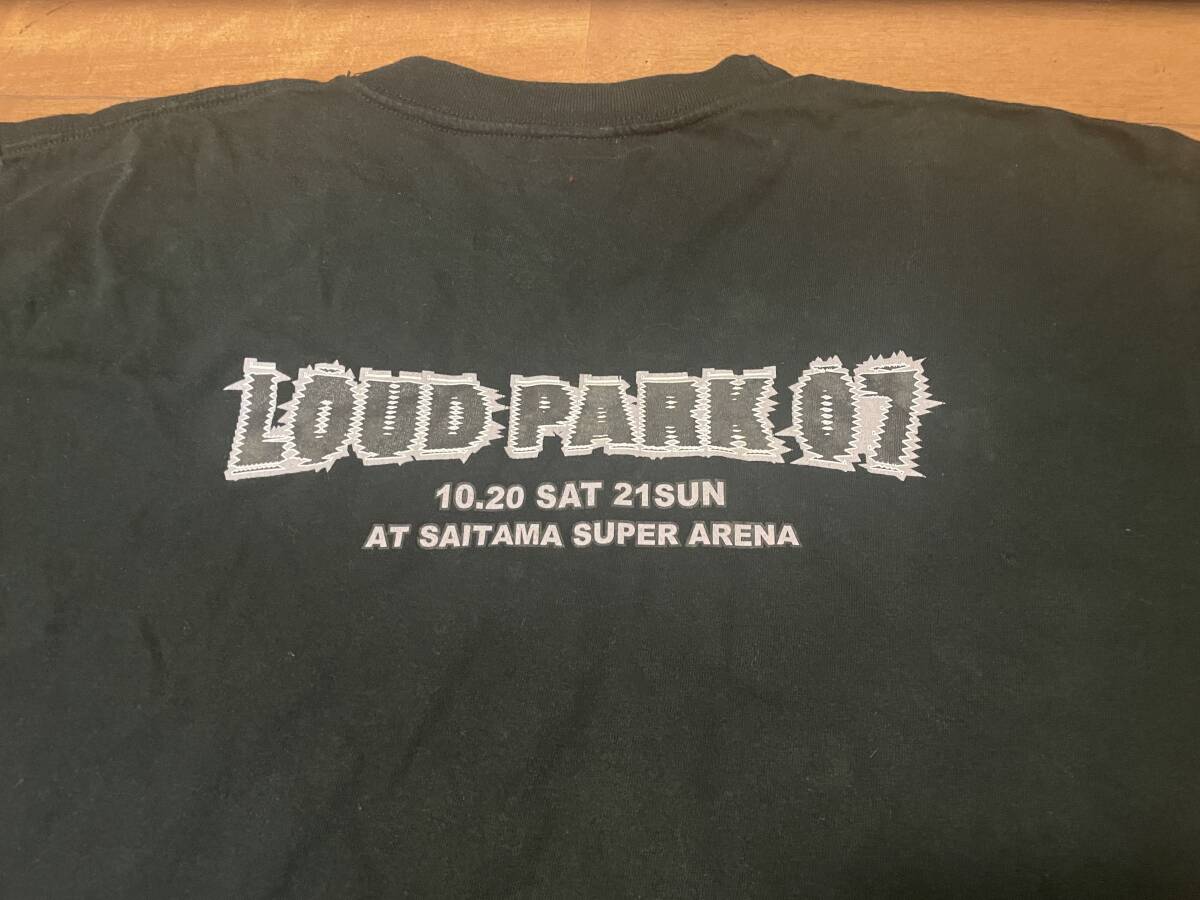 LOUD PARK 07
10.20 SAT 21SUN
AT SAITAMA SUPER ARENA